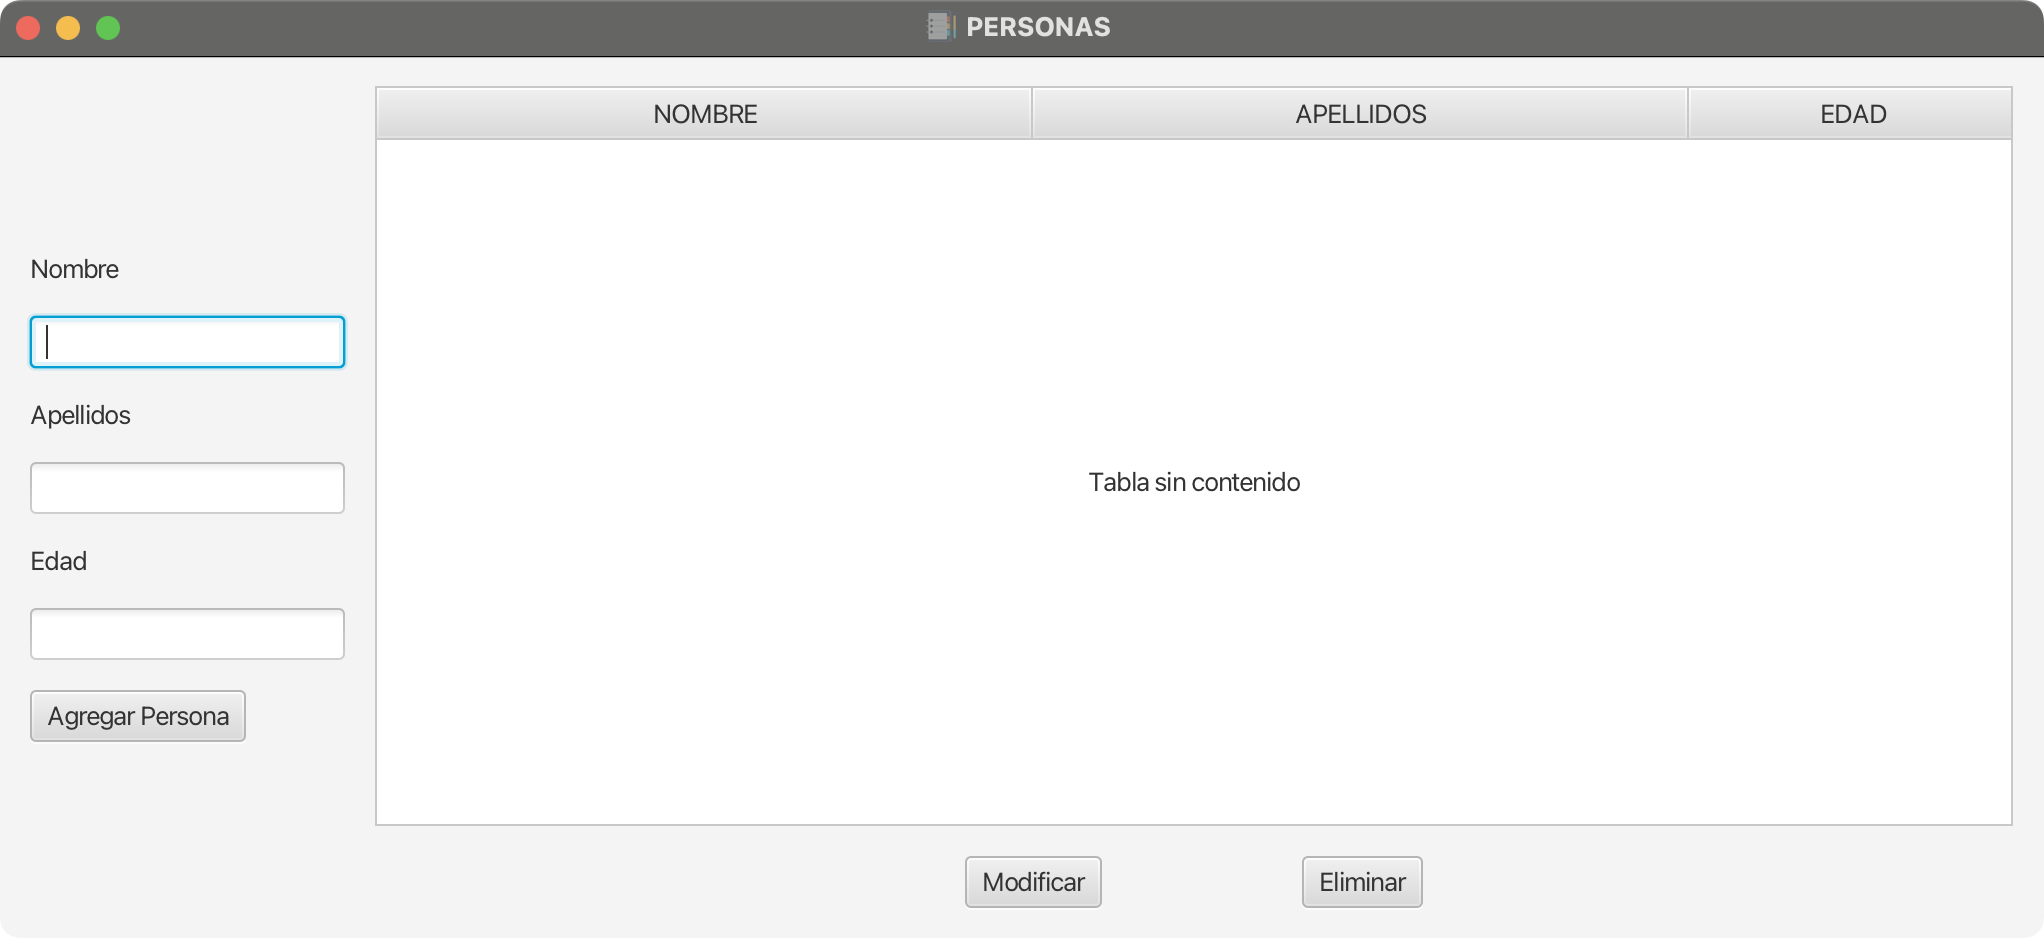 PERSONAS
NOMBRE APELLIDOS EDAD
Nombre
Apellidos
Tabla sin contenido
Edad
Agregar Persona
Modificar Eliminar